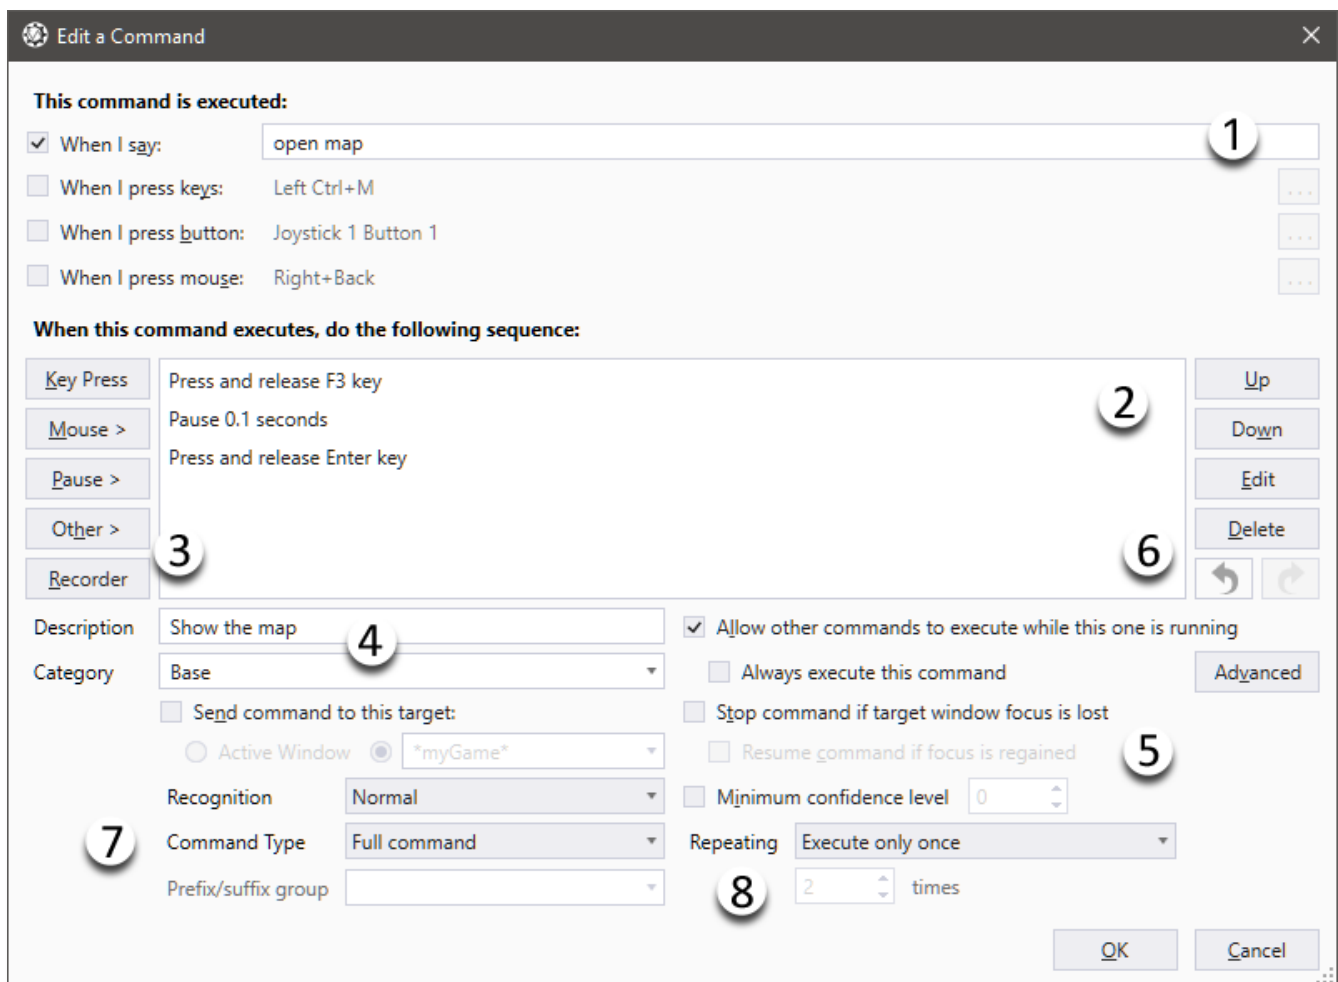 Edit a Command
This command is executed:
When I say: open map 1
When I press keys: Left Ctrl+M ...
When I press button: Joystick 1 Button 1 ...
When I press mouse: Right+Back ...
When this command executes, do the following sequence:
Key Press Press and release F3 key Up
2
Mouse > Pause 0.1 seconds Down
Press and release Enter key
Pause > Edit
Other > Delete
3 6
Recorder
Description Show the map Allow other commands to execute while this one is running
4
Category Base Always execute this command Advanced
Send command to this target: Stop command if target window focus is lost
Active Window *myGame* Resume command if focus is regained 5
Recognition Normal Minimum confidence level 0
7 Command Type Full command Repeating Execute only once
Prefix/suffix group 8 2 times
OK Cancel